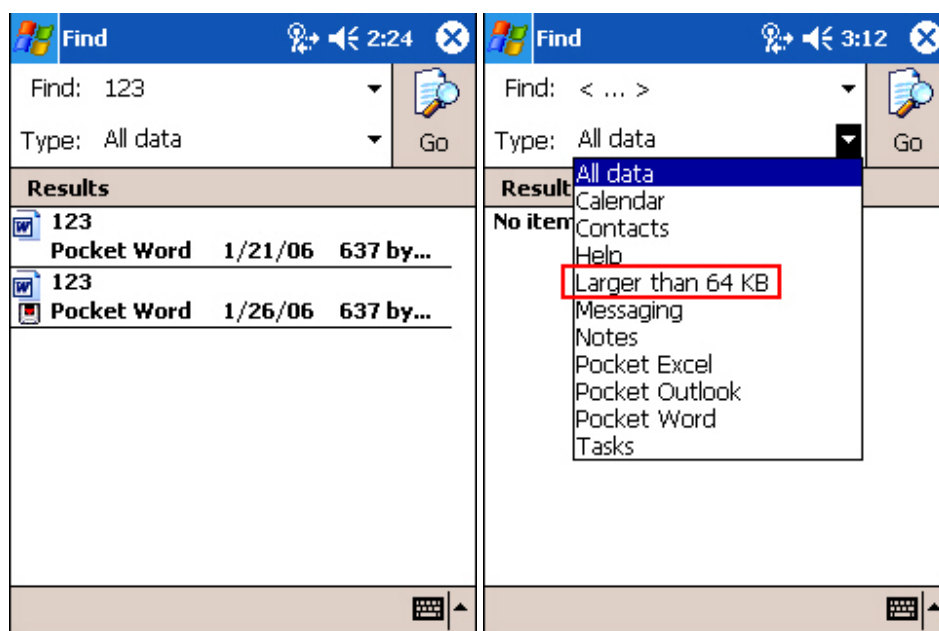 Find 2:24
Find: 123
Type: All data
Go
Results
123
Pocket Word 1/21/06 637 by...
123
Pocket Word 1/26/06 637 by...
Find 3:12
Find: < ... >
Type: All data
Go
All data
Result
Calendar
No item
Contacts
Help
Larger than 64 KB
Messaging
Notes
Pocket Excel
Pocket Outlook
Pocket Word
Tasks